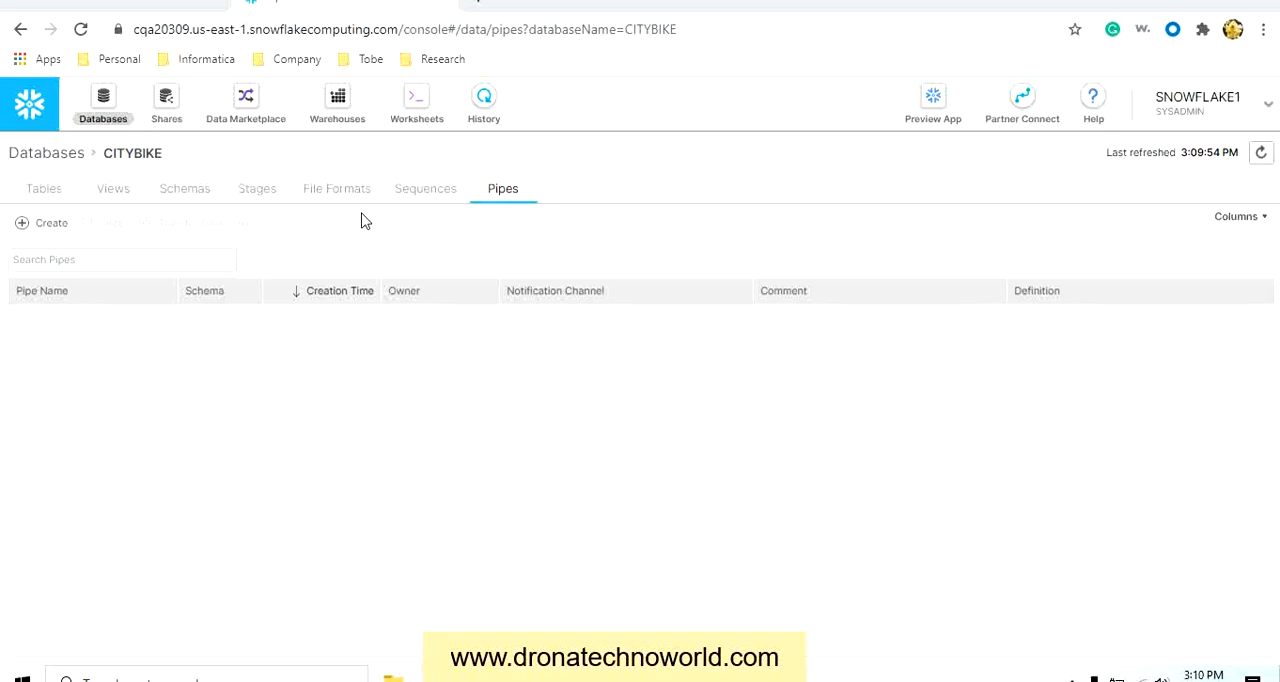 cqa20309.us-east-1.snowflakecomputing.com/console#/data/pipes?databaseName=CITYBIKE
Apps Personal Informatica Company Tobe Research
Databases Shares Data Marketplace Warehouses Worksheets History Preview App Partner Connect Help SNOWFLAKE1
SYSADMIN
Databases > CITYBIKE Last refreshed 3:09:54 PM
Tables Views Schemas Stages File Formats Sequences Pipes
Create Columns
Search Pipes
Pipe Name Schema ↓ Creation Time Owner Notification Channel Comment Definition
www.dronatechnoworld.com
3:10 PM